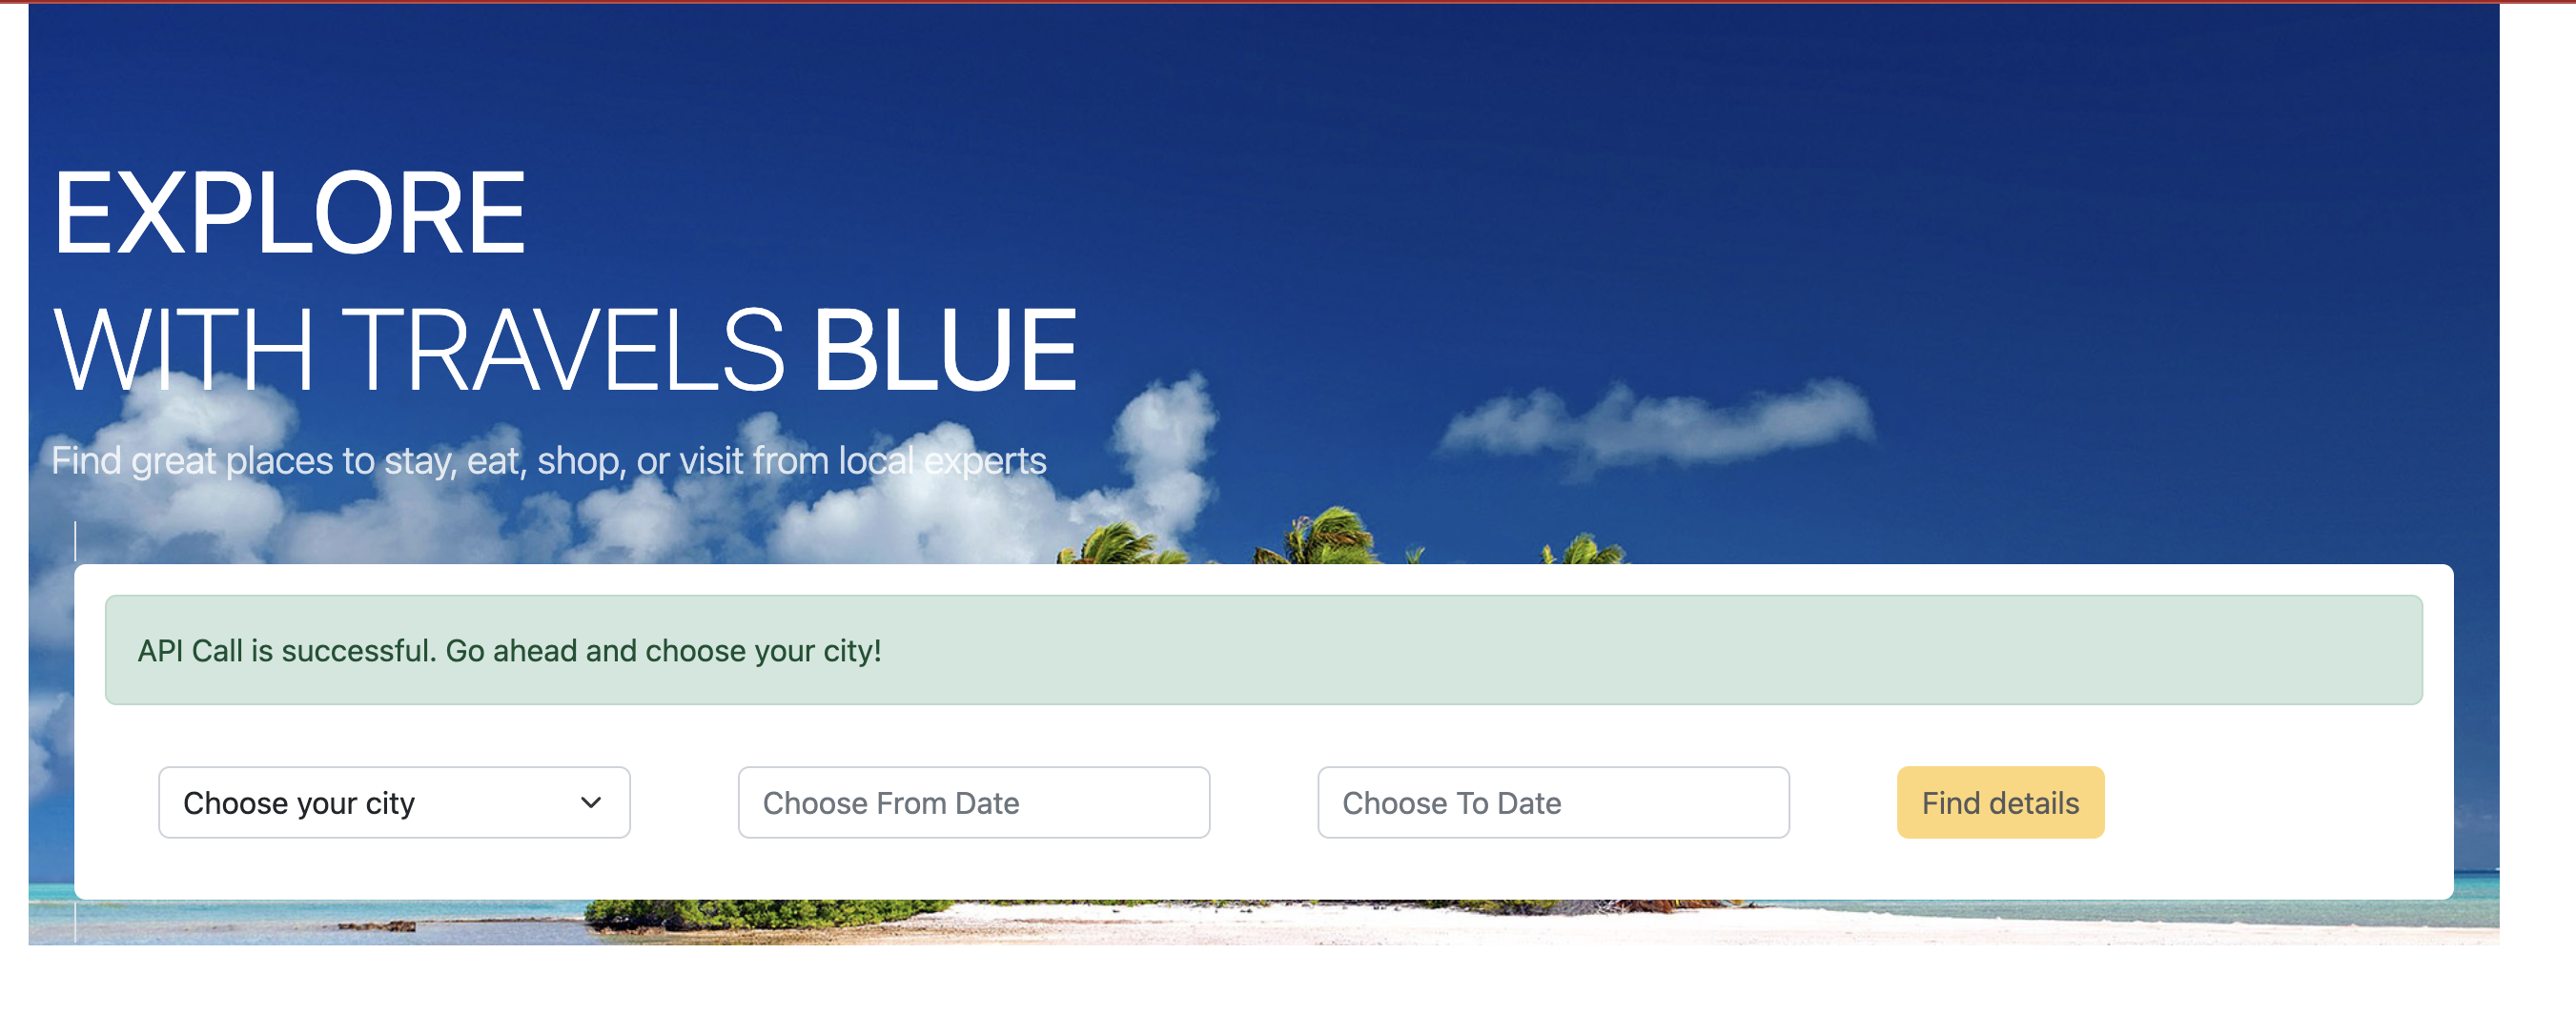 EXPLORE
WITH TRAVELS BLUE
Find great places to stay, eat, shop, or visit from local experts
API Call is successful. Go ahead and choose your city!
Choose your city
Choose From Date
Choose To Date
Find details